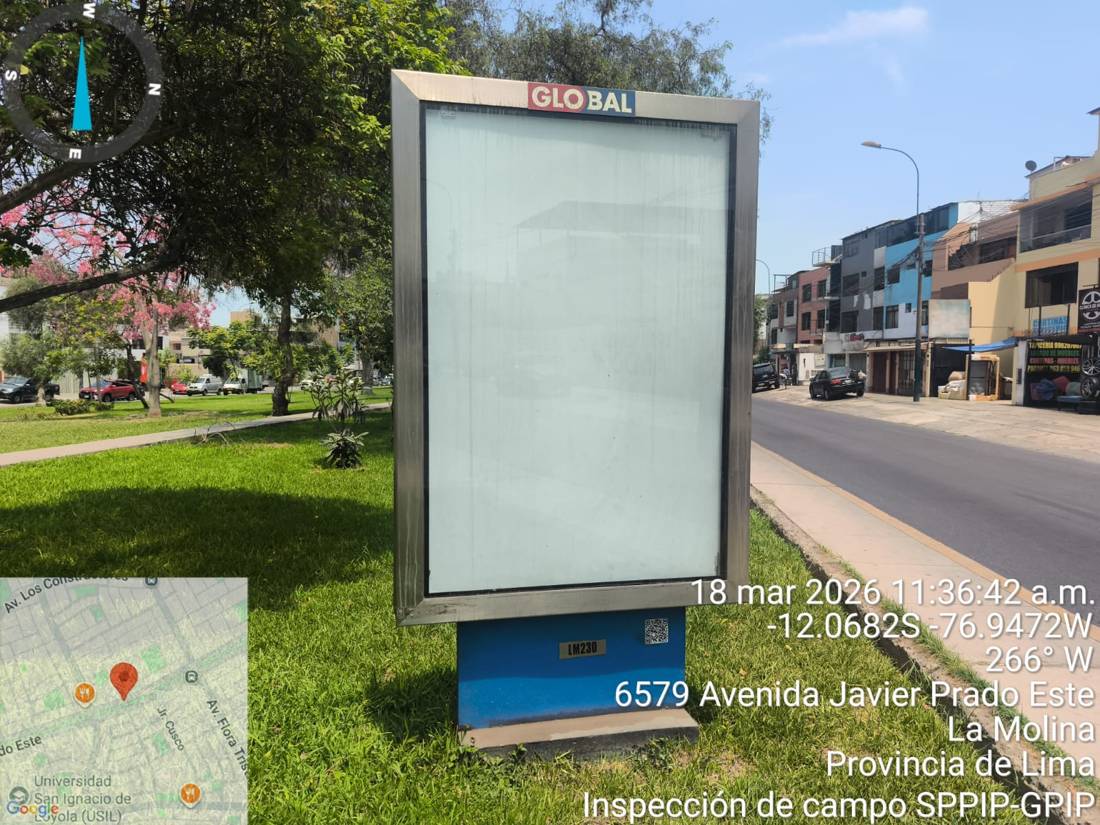 W
S
N
E
GLOBAL
LM230
18 mar 2026 11:36:42 a.m.
-12.0682S -76.9472W
266° W
6579 Avenida Javier Prado Este
La Molina
Provincia de Lima
Inspección de campo SPPIP-GPIP
Av. Los Constr
Jr. Cusco
Av. Flora Tris
do Este
Universidad
San Ignacio de
Loyola (USIL)
Google